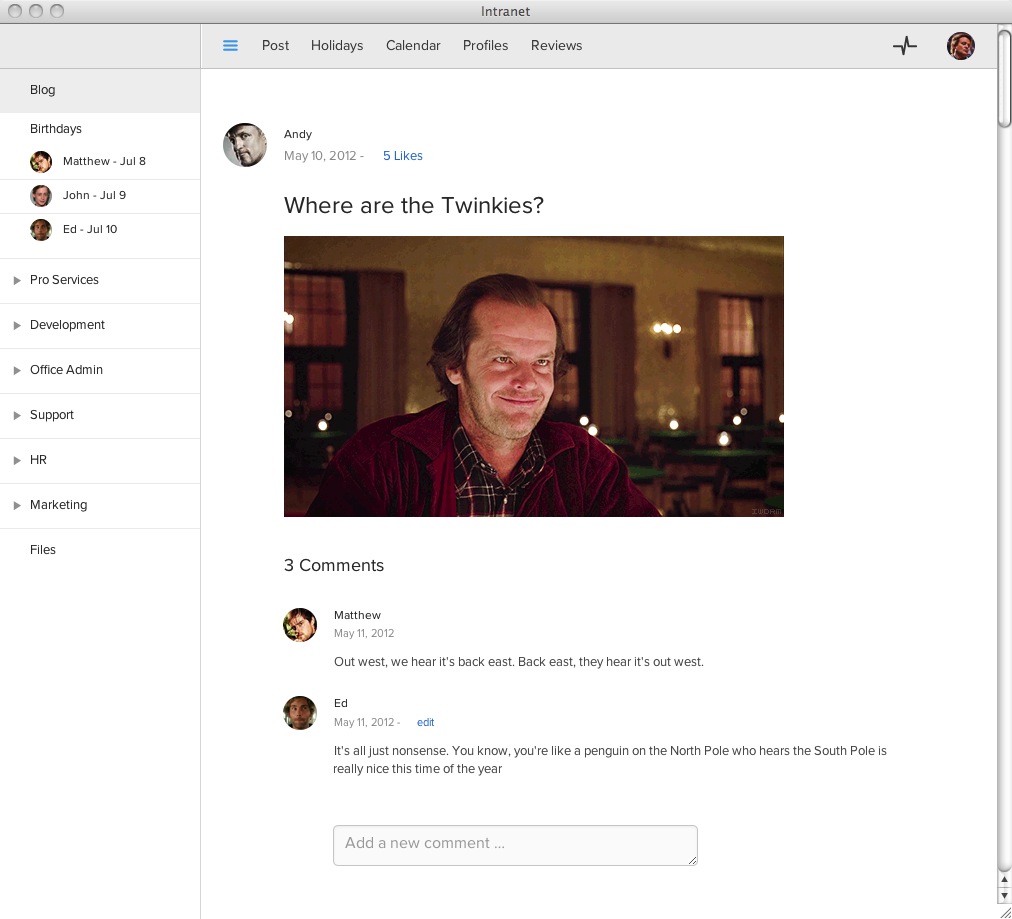 Intranet
Post Holidays Calendar Profiles Reviews
Blog
Birthdays
Matthew - Jul 8
John - Jul 9
Ed - Jul 10
Pro Services
Development
Office Admin
Support
HR
Marketing
Files
Andy
May 10, 2012 - 5 Likes
Where are the Twinkies?
IWDRM
3 Comments
Matthew
May 11, 2012
Out west, we hear it's back east. Back east, they hear it's out west.
Ed
May 11, 2012 - edit
It's all just nonsense. You know, you're like a penguin on the North Pole who hears the South Pole is
really nice this time of the year
Add a new comment ...